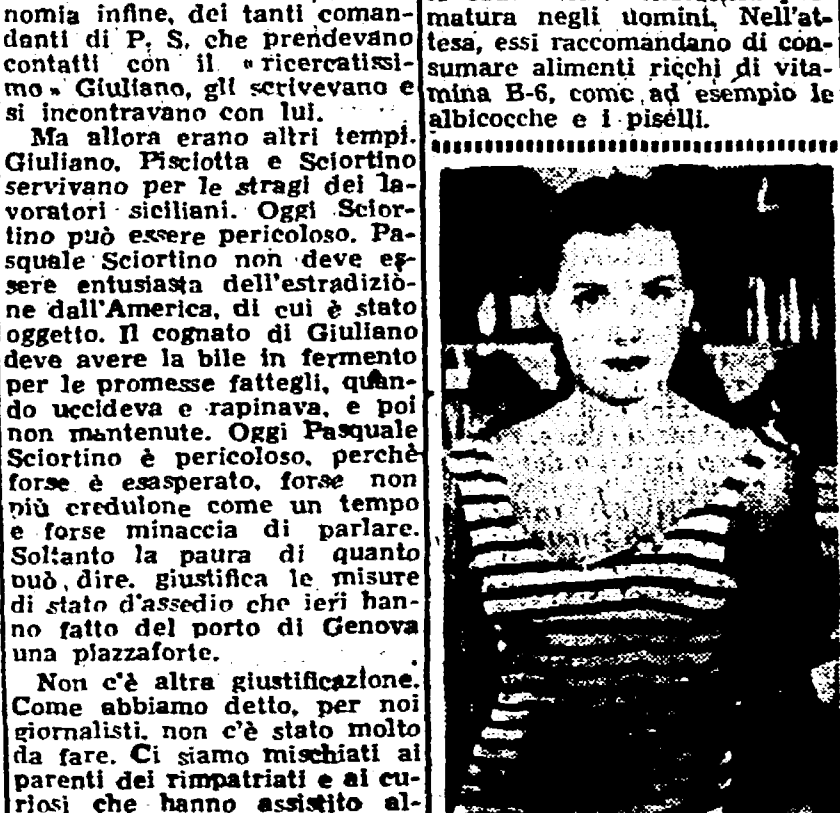 nomia infine, dei tanti coman-
danti di P. S. che prendevano
contatti con il « ricercatissi-
mo » Giuliano, gli scrivevano e
si incontravano con lui.
Ma allora erano altri tempi.
Giuliano, Pisciotta e Sciortino
servivano per le stragi dei la-
voratori siciliani. Oggi Scior-
tino può essere pericoloso. Pa-
squale Sciortino non deve es-
sere entusiasta dell'estradizio-
ne dall'America, di cui è stato
oggetto. Il cognato di Giuliano
deve avere la bile in fermento
per le promesse fattegli, quan-
do uccideva e rapinava, e poi
non mantenute. Oggi Pasquale
Sciortino è pericoloso, perchè
forse è esasperato, forse non
più credulone come un tempo
e forse minaccia di parlare.
Soltanto la paura di quanto
può dire, giustifica le misure
di stato d'assedio che ieri han-
no fatto del porto di Genova
una piazzaforte.
Non c'è altra giustificazione.
Come abbiamo detto, per noi
giornalisti, non c'è stato molto
da fare. Ci siamo mischiati ai
parenti dei rimpatriati e ai cu-
riosi che hanno assistito al-
matura negli uomini. Nell'at-
tesa, essi raccomandano di con-
sumare alimenti ricchi di vita-
mina B-6, come ad esempio le
albicocche e i piselli.